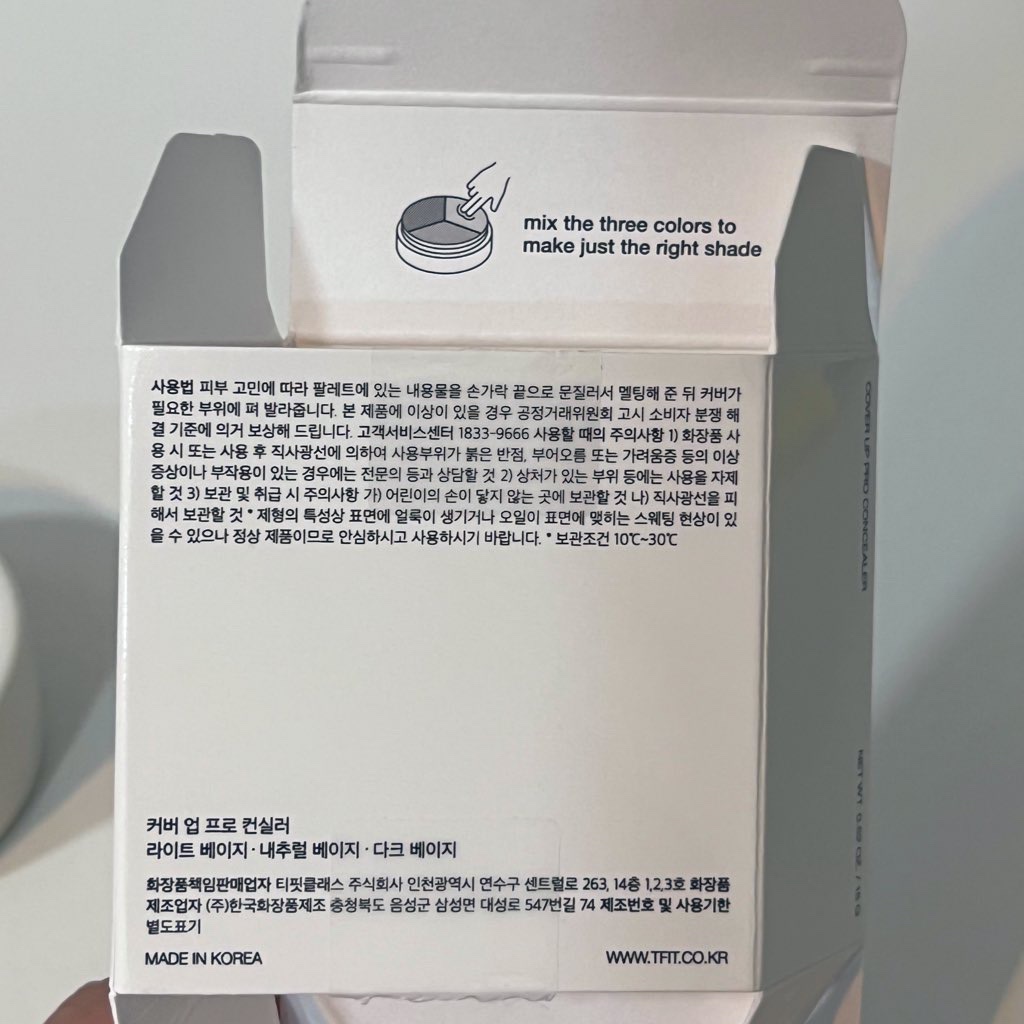 mix the three colors to
make just the right shade
사용법 피부 고민에 따라 팔레트에 있는 내용물을 손가락 끝으로 문질러서 멜팅해 준 뒤 커버가
필요한 부위에 펴 발라줍니다. 본 제품에 이상이 있을 경우 공정거래위원회 고시 소비자 분쟁 해
결 기준에 의거 보상해 드립니다. 고객서비스센터 1833-9666 사용할 때의 주의사항 1) 화장품 사
용 시 또는 사용 후 직사광선에 의하여 사용부위가 붉은 반점, 부어오름 또는 가려움증 등의 이상
증상이나 부작용이 있는 경우에는 전문의 등과 상담할 것 2) 상처가 있는 부위 등에는 사용을 자제
할 것 3) 보관 및 취급 시 주의사항 가) 어린이의 손이 닿지 않는 곳에 보관할 것 나) 직사광선을 피
해서 보관할 것 * 제형의 특성상 표면에 얼룩이 생기거나 오일이 표면에 맺히는 스웨팅 현상이 있
을 수 있으나 정상 제품이므로 안심하시고 사용하시기 바랍니다. * 보관조건 10℃~30℃
커버 업 프로 컨실러
라이트 베이지 · 내추럴 베이지 · 다크 베이지
화장품책임판매업자 티핏클래스 주식회사 인천광역시 연수구 센트럴로 263, 14층 1,2,3호 화장품
제조업자 (주)한국화장품제조 충청북도 음성군 삼성면 대성로 547번길 74 제조번호 및 사용기한
별도표기
MADE IN KOREA
WWW.TFIT.CO.KR
COVER UP PRO CONCEALER
NET WT. 0.52 OZ / 15 G